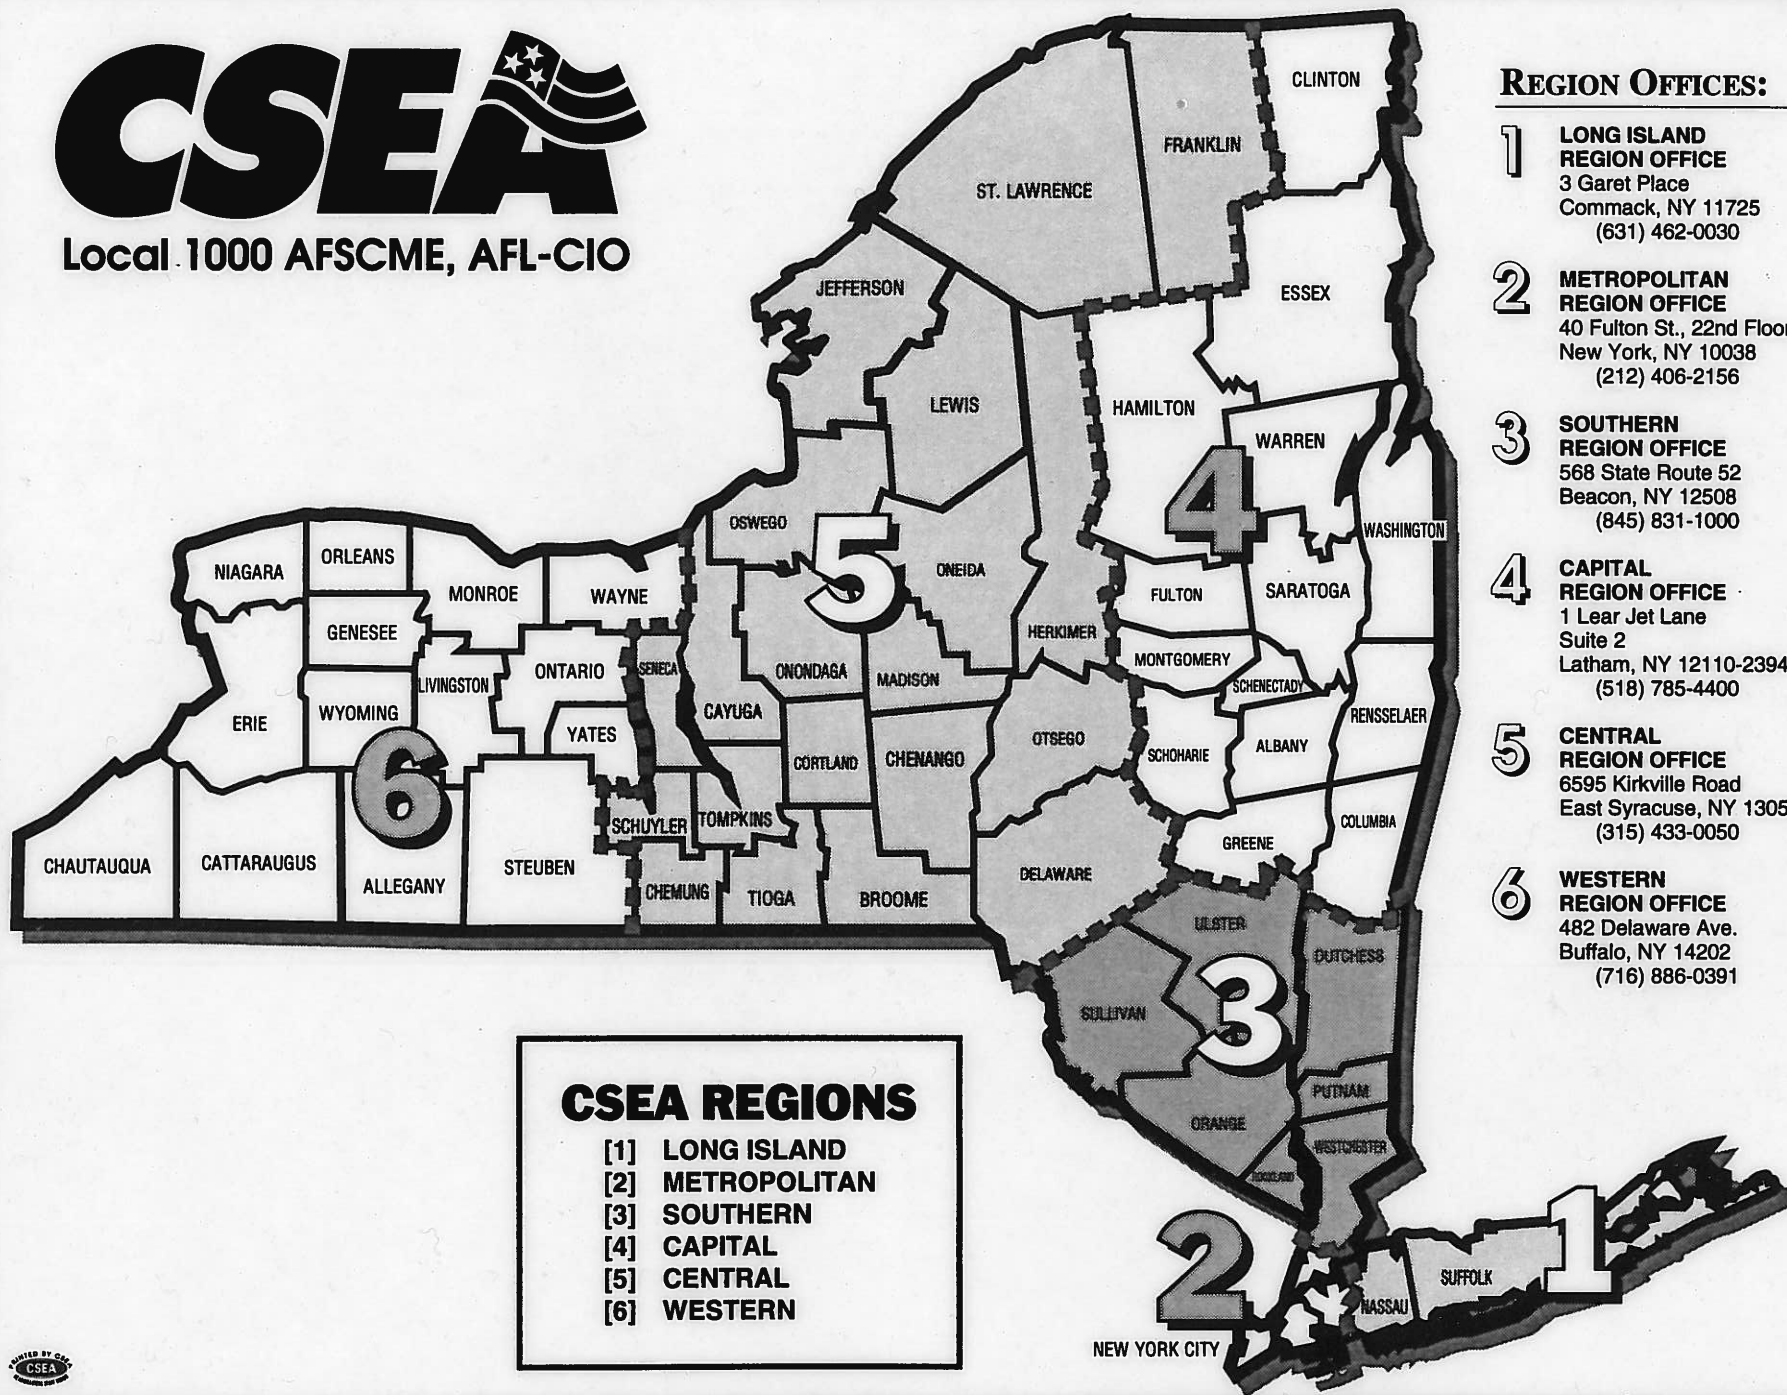 CSEA
Local 1000 AFSCME, AFL-CIO
REGION OFFICES:
1 LONG ISLAND
REGION OFFICE
3 Garet Place
Commack, NY 11725
(631) 462-0030
2 METROPOLITAN
REGION OFFICE
40 Fulton St., 22nd Floor
New York, NY 10038
(212) 406-2156
3 SOUTHERN
REGION OFFICE
568 State Route 52
Beacon, NY 12508
(845) 831-1000
4 CAPITAL
REGION OFFICE
1 Lear Jet Lane
Suite 2
Latham, NY 12110-2394
(518) 785-4400
5 CENTRAL
REGION OFFICE
6595 Kirkville Road
East Syracuse, NY 1305
(315) 433-0050
6 WESTERN
REGION OFFICE
482 Delaware Ave.
Buffalo, NY 14202
(716) 886-0391
CLINTON
FRANKLIN
ST. LAWRENCE
JEFFERSON
ESSEX
LEWIS
HAMILTON
WARREN
4
OSWEGO
5
WASHINGTON
ONEIDA
NIAGARA
ORLEANS
MONROE
WAYNE
FULTON
SARATOGA
GENESEE
HERKIMER
MONTGOMERY
ONTARIO
SENECA
ONONDAGA
MADISON
LIVINGSTON
SCHENECTADY
ERIE
WYOMING
CAYUGA
RENSSELAER
YATES
OTSEGO
SCHOHARIE
ALBANY
CORTLAND
CHENANGO
6
SCHUYLER
TOMPKINS
COLUMBIA
GREENE
CHAUTAUQUA
CATTARAUGUS
ALLEGANY
STEUBEN
CHEMUNG
TIOGA
BROOME
DELAWARE
ULSTER
DUTCHESS
SULLIVAN
3
PUTNAM
ORANGE
WESTCHESTER
ROCKLAND
2
1
SUFFOLK
NASSAU
NEW YORK CITY
CSEA REGIONS
[1] LONG ISLAND
[2] METROPOLITAN
[3] SOUTHERN
[4] CAPITAL
[5] CENTRAL
[6] WESTERN
PRINTED BY CSEA
CSEA